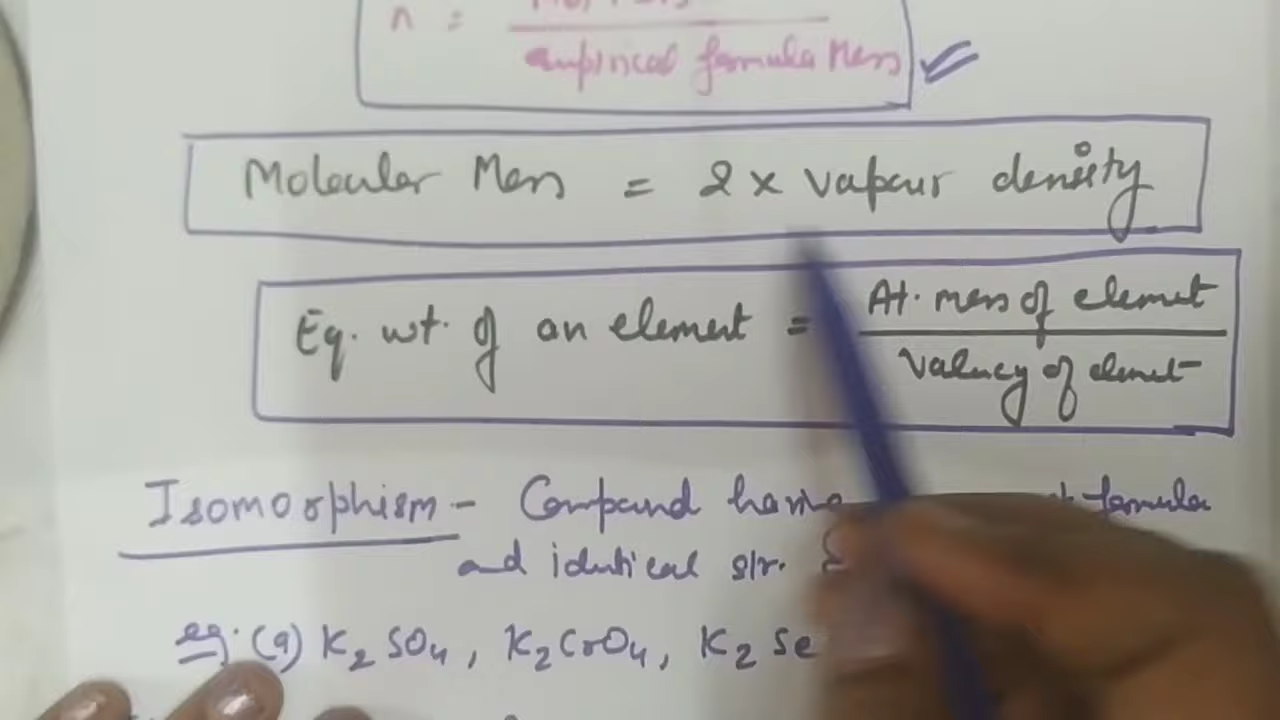 n =
empirical formula Mass
Molecular Mass = 2 x vapour density
Eq. wt. of an element = At. mass of element
Valency of element
Isomorphism - Compound having formula
and identical str. &
eg. (a) K2SO4, K2CrO4, K2Se